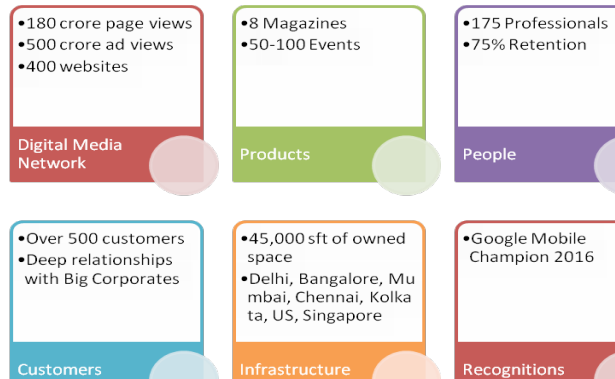 •180 crore page views
•500 crore ad views
•400 websites
Digital Media
Network
•8 Magazines
•50-100 Events
Products
•175 Professionals
•75% Retention
People
•Over 500 customers
•Deep relationships
with Big Corporates
Customers
•45,000 sft of owned
space
•Delhi, Bangalore, Mu
mbai, Chennai, Kolka
ta, US, Singapore
Infrastructure
•Google Mobile
Champion 2016
Recognitions